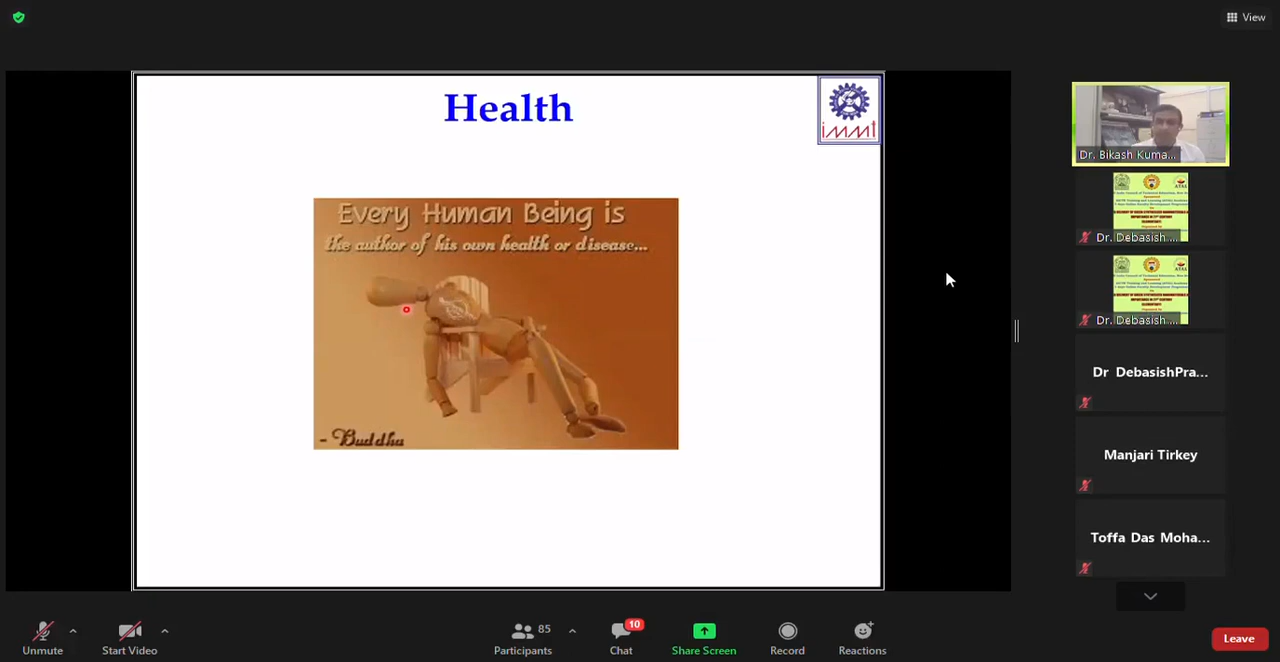 View
Health
immt
Every Human Being is
the author of his own health or disease...
- Buddha
Dr. Bikash Kuma...
Dr. Debasish ...
Dr. Debasish ...
Dr DebasishPra...
Manjari Tirkey
Toffa Das Moha...
Unmute
Start Video
Participants
85
Chat
10
Share Screen
Record
Reactions
Leave